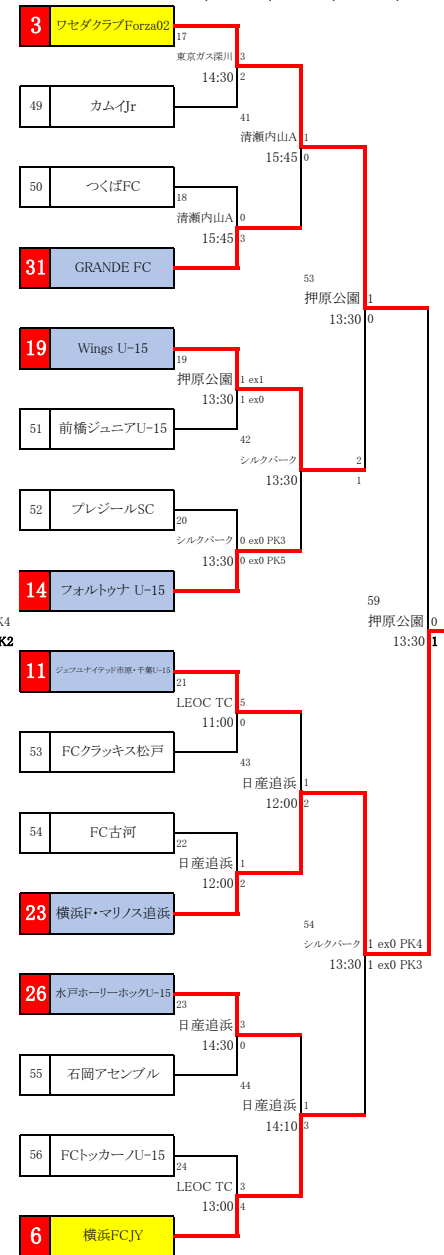 3 ワセダクラブForza02
17
東京ガス深川 3
14:30 2
49 カムイJr
41
清瀬内山A 1
15:45 0
50 つくばFC
18
清瀬内山A 0
15:45 3
31 GRANDE FC
53
押原公園 1
13:30 0
19 Wings U-15
19
押原公園 1 ex1
13:30 1 ex0
51 前橋ジュニアU-15
42
シルクパーク 2
13:30 1
52 プレジールSC
20
シルクパーク 0 ex0 PK3
13:30 0 ex0 PK5
14 フォルトゥナ U-15
59
K4
押原公園 0
13:30 1
K2
11 ジェフユナイテッド市原・千葉U-15
21
LEOC TC 5
11:00 0
53 FCクラッキス松戸
43
日産追浜 1
12:00 2
54 FC古河
22
日産追浜 1
12:00 2
23 横浜F・マリノス追浜
54
シルクパーク 1 ex0 PK4
13:30 1 ex0 PK3
26 水戸ホーリーホックU-15
23
日産追浜 3
14:30 0
55 石岡アセンブル
44
日産追浜 1
14:10 3
56 FCトッカーノU-15
24
LEOC TC 3
13:00 4
6 横浜FCJY